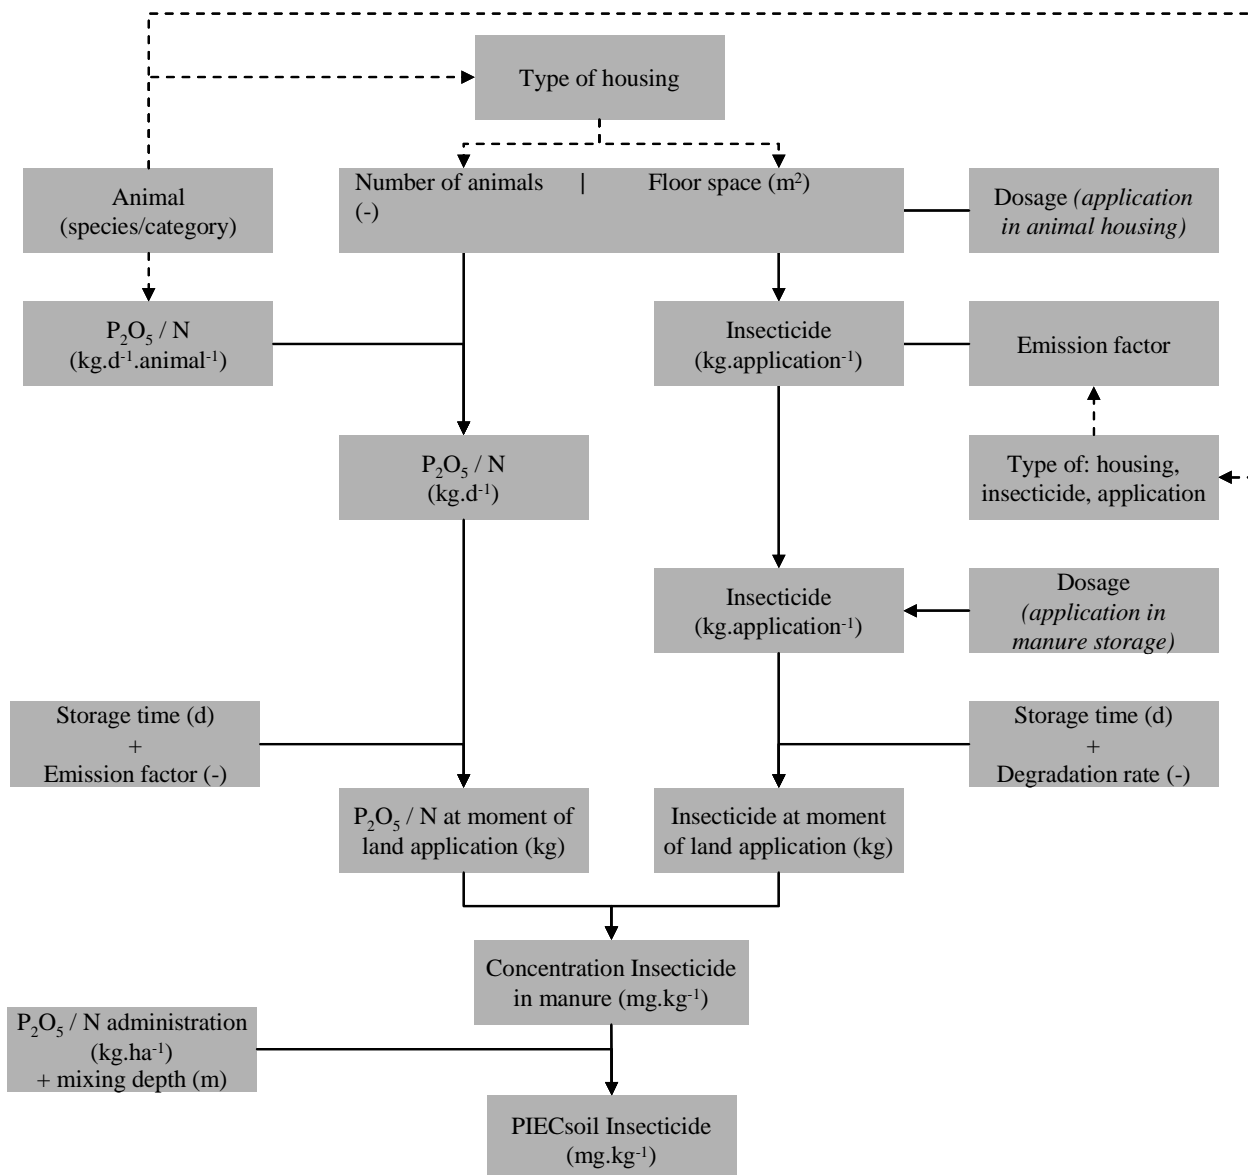 Type of housing
Animal
(species/category)
Number of animals | Floor space (m²)
(-)
Dosage (application
in animal housing)
P₂O₅ / N
(kg.d⁻¹.animal⁻¹)
Insecticide
(kg.application⁻¹)
Emission factor
P₂O₅ / N
(kg.d⁻¹)
Type of: housing,
insecticide, application
Insecticide
(kg.application⁻¹)
Dosage
(application in
manure storage)
Storage time (d)
+
Emission factor (-)
Storage time (d)
+
Degradation rate (-)
P₂O₅ / N at moment of
land application (kg)
Insecticide at moment
of land application (kg)
Concentration Insecticide
in manure (mg.kg⁻¹)
P₂O₅ / N administration
(kg.ha⁻¹)
+ mixing depth (m)
PIECsoil Insecticide
(mg.kg⁻¹)